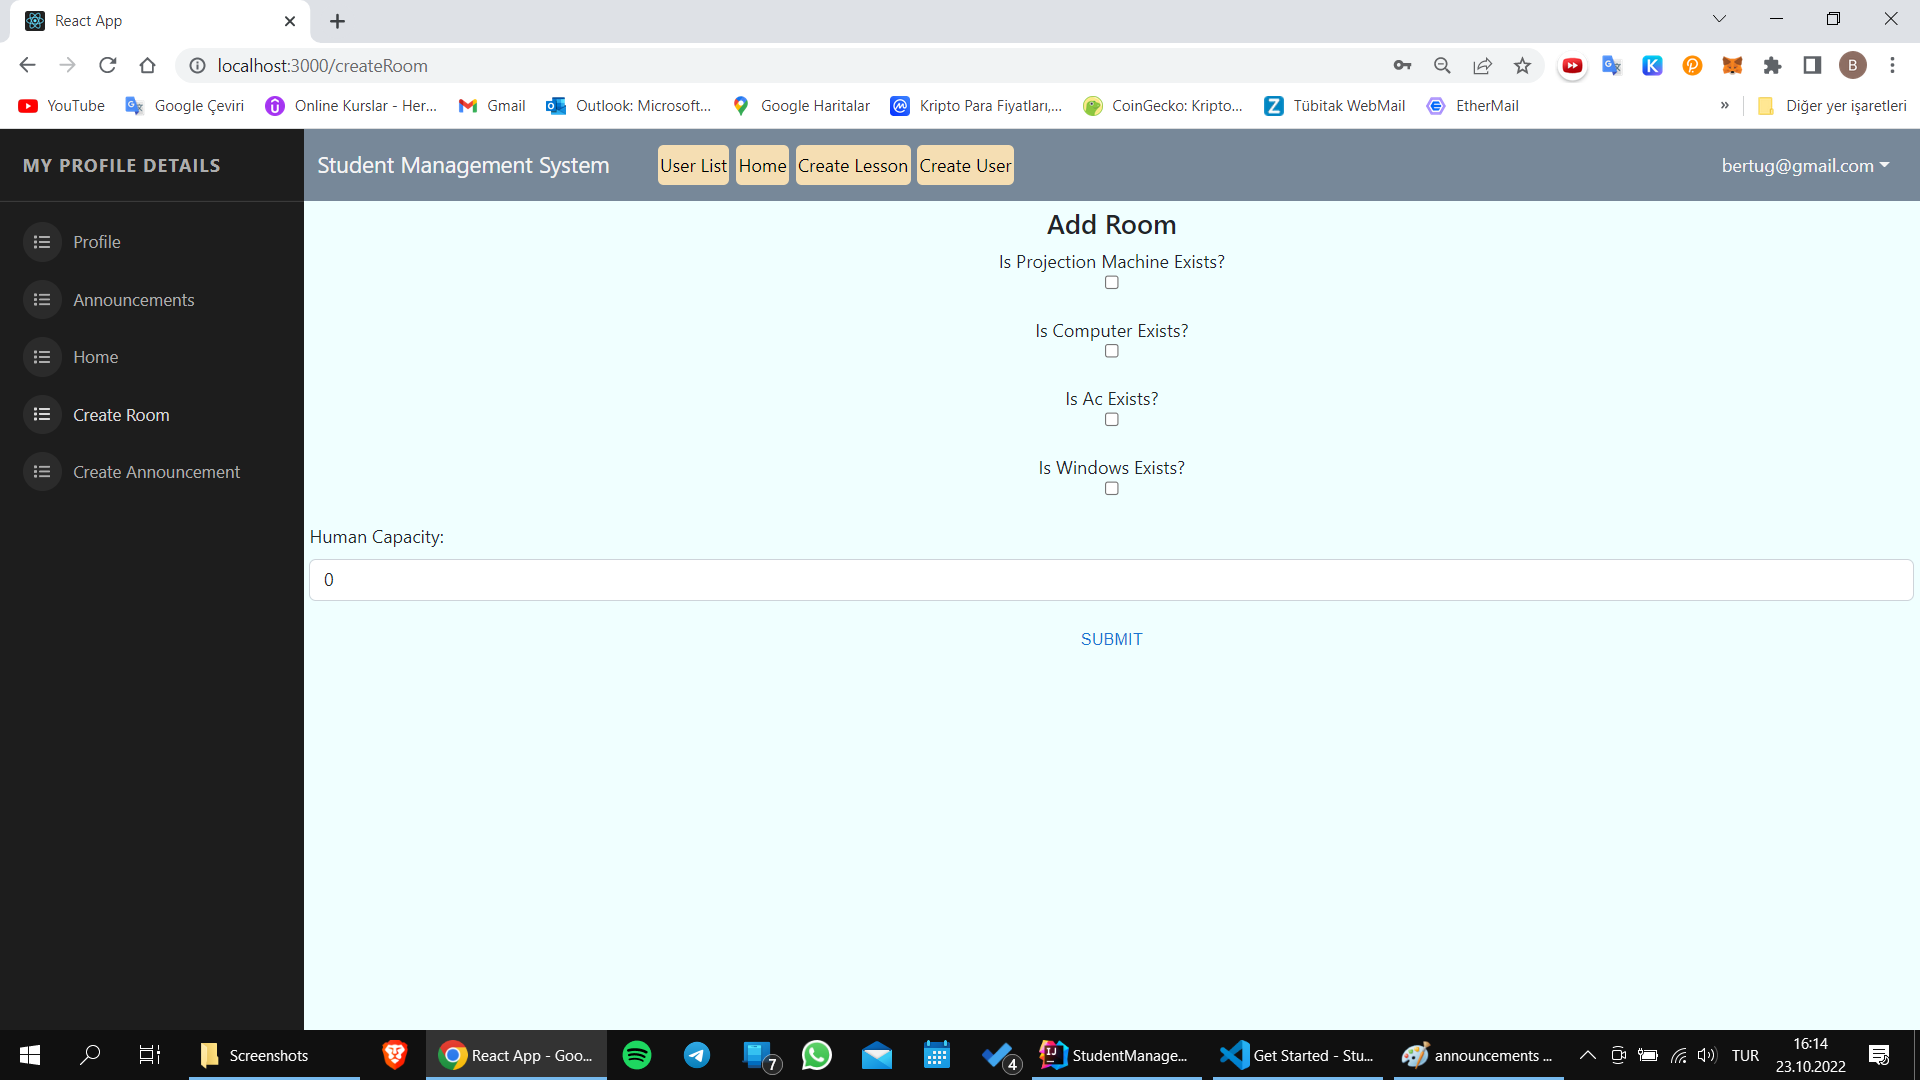 React App
localhost:3000/createRoom
B
YouTube
Google Çeviri
Online Kurslar - Her...
Gmail
Outlook: Microsoft...
Google Haritalar
Kripto Para Fiyatları,...
CoinGecko: Kripto...
Tübitak WebMail
EtherMail
»
Diğer yer işaretleri
MY PROFILE DETAILS
Student Management System
User List
Home
Create Lesson
Create User
bertug@gmail.com
Profile
Announcements
Home
Create Room
Create Announcement
Add Room
Is Projection Machine Exists?
Is Computer Exists?
Is Ac Exists?
Is Windows Exists?
Human Capacity:
0
SUBMIT
Screenshots
React App - Goo...
7
4
StudentManage...
Get Started - Stu...
announcements ...
TUR
16:14
23.10.2022